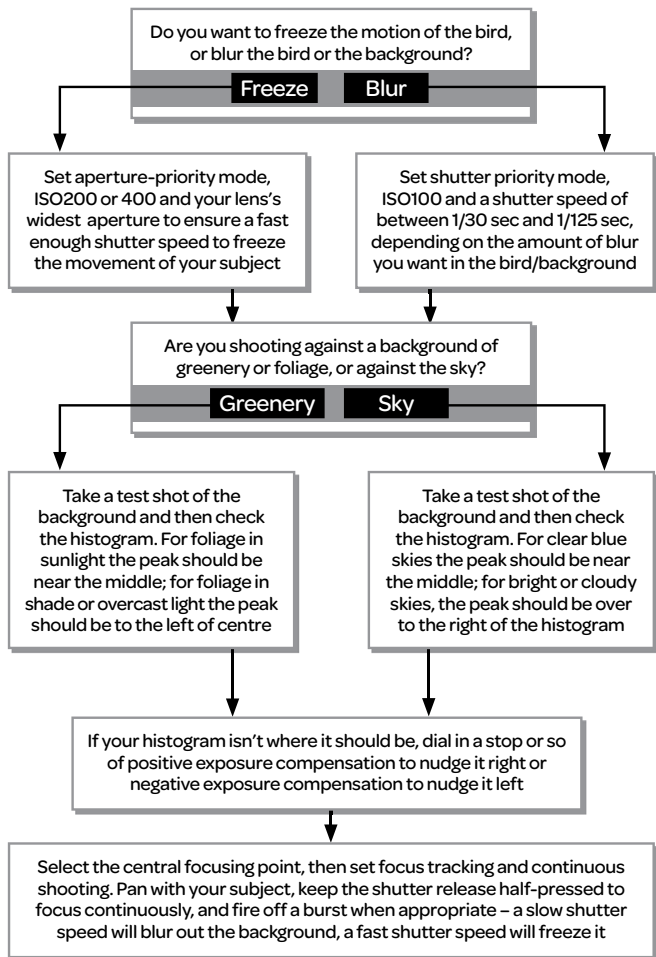 Do you want to freeze the motion of the bird,
or blur the bird or the background?
Freeze
Blur
Set aperture-priority mode,
ISO200 or 400 and your lens's
widest aperture to ensure a fast
enough shutter speed to freeze
the movement of your subject
Set shutter priority mode,
ISO100 and a shutter speed of
between 1/30 sec and 1/125 sec,
depending on the amount of blur
you want in the bird/background
Are you shooting against a background of
greenery or foliage, or against the sky?
Greenery
Sky
Take a test shot of the
background and then check
the histogram. For foliage in
sunlight the peak should be
near the middle; for foliage in
shade or overcast light the peak
should be to the left of centre
Take a test shot of the
background and then check
the histogram. For clear blue
skies the peak should be near
the middle; for bright or cloudy
skies, the peak should be over
to the right of the histogram
If your histogram isn't where it should be, dial in a stop or so
of positive exposure compensation to nudge it right or
negative exposure compensation to nudge it left
Select the central focusing point, then set focus tracking and continuous
shooting. Pan with your subject, keep the shutter release half-pressed to
focus continuously, and fire off a burst when appropriate – a slow shutter
speed will blur out the background, a fast shutter speed will freeze it